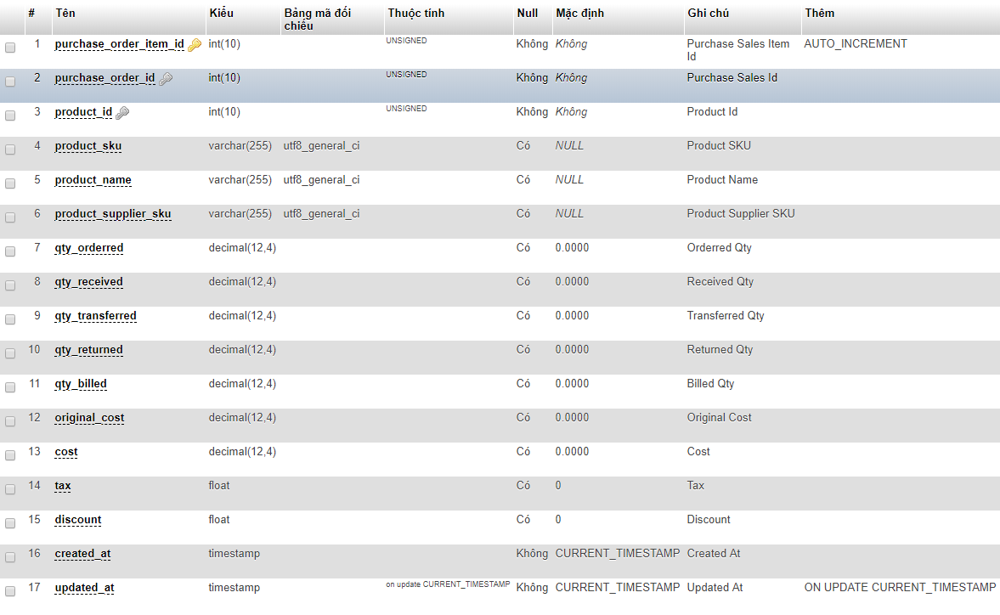 # Tên Kiểu Bảng mã đối chiếu Thuộc tính Null Mặc định Ghi chú Thêm
1 purchase_order_item_id int(10) UNSIGNED Không Không Purchase Sales Item Id AUTO_INCREMENT
2 purchase_order_id int(10) UNSIGNED Không Không Purchase Sales Id
3 product_id int(10) UNSIGNED Không Không Product Id
4 product_sku varchar(255) utf8_general_ci Có NULL Product SKU
5 product_name varchar(255) utf8_general_ci Có NULL Product Name
6 product_supplier_sku varchar(255) utf8_general_ci Có NULL Product Supplier SKU
7 qty_orderred decimal(12,4) Có 0.0000 Orderred Qty
8 qty_received decimal(12,4) Có 0.0000 Received Qty
9 qty_transferred decimal(12,4) Có 0.0000 Transferred Qty
10 qty_returned decimal(12,4) Có 0.0000 Returned Qty
11 qty_billed decimal(12,4) Có 0.0000 Billed Qty
12 original_cost decimal(12,4) Có 0.0000 Original Cost
13 cost decimal(12,4) Có 0.0000 Cost
14 tax float Có 0 Tax
15 discount float Có 0 Discount
16 created_at timestamp Không CURRENT_TIMESTAMP Created At
17 updated_at timestamp on update CURRENT_TIMESTAMP Không CURRENT_TIMESTAMP Updated At ON UPDATE CURRENT_TIMESTAMP